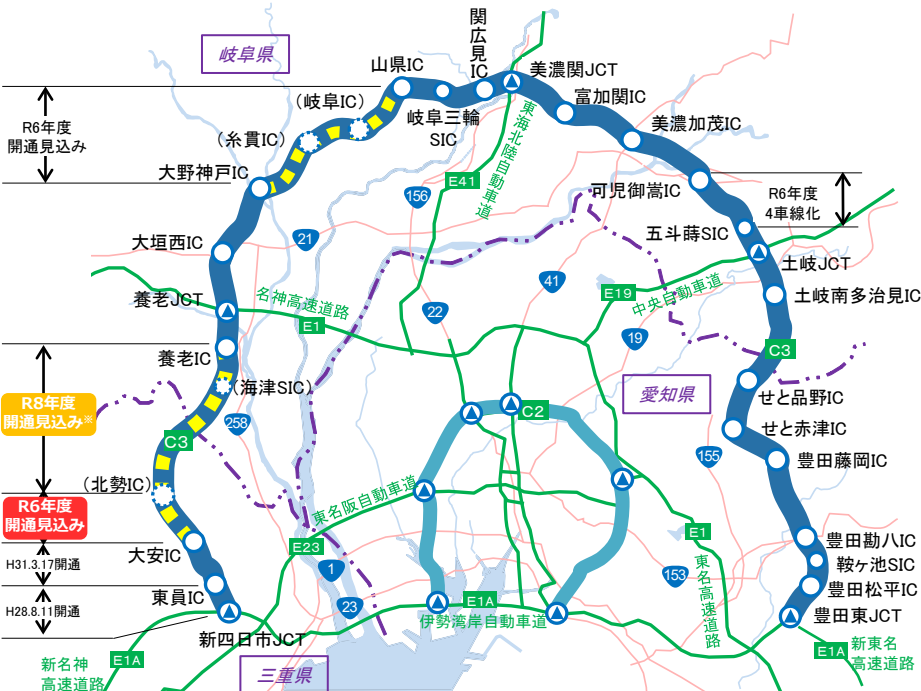 岐阜県
関
広
見
IC
山県IC
美濃関JCT
(岐阜IC)
富加関IC
岐阜三輪
SIC
R6年度
開通見込み
(糸貫IC)
東海北陸自動車道
美濃加茂IC
大野神戸IC
E41
156
可児御嵩IC
R6年度
4車線化
五斗蒔SIC
大垣西IC
21
土岐JCT
41
養老JCT
名神高速道路
E1
22
E19
中央自動車道
土岐南多治見IC
19
養老IC
C3
(海津SIC)
愛知県
せと品野IC
R8年度
開通見込み※
258
C2
せと赤津IC
C3
155
豊田藤岡IC
(北勢IC)
東名阪自動車道
R6年度
開通見込み
E1
豊田勘八IC
大安IC
E23
東名高速道路
鞍ヶ池SIC
H31.3.17開通
1
153
豊田松平IC
東員IC
23
E1A
H28.8.11開通
伊勢湾岸自動車道
豊田東JCT
新四日市JCT
新名神
高速道路
E1A
三重県
E1A
新東名
高速道路